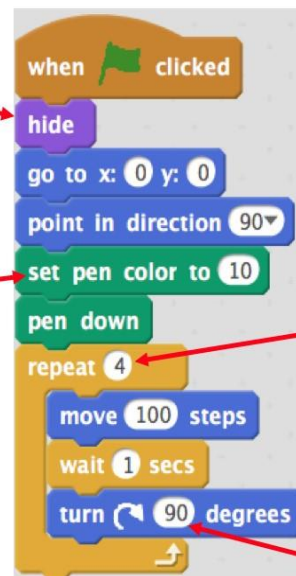 when clicked
hide
go to x: 0 y: 0
point in direction 90
set pen color to 10
pen down
repeat 4
move 100 steps
wait 1 secs
turn 90 degrees